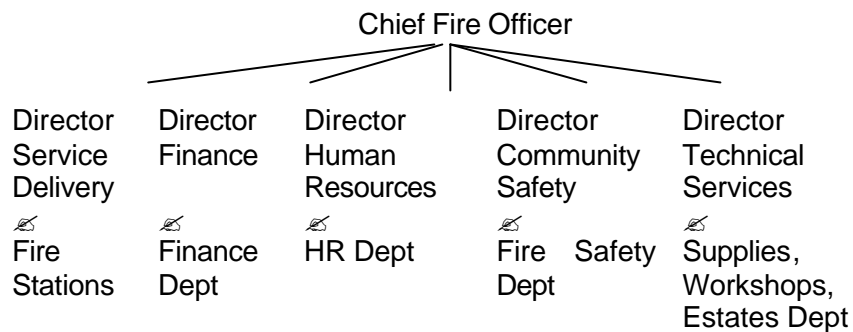 Chief Fire Officer
Director Director Director Director Director
Service Finance Human Community Technical
Delivery Resources Safety Services
Fire Finance HR Dept Fire Safety Supplies,
Stations Dept Dept Workshops,
Estates Dept